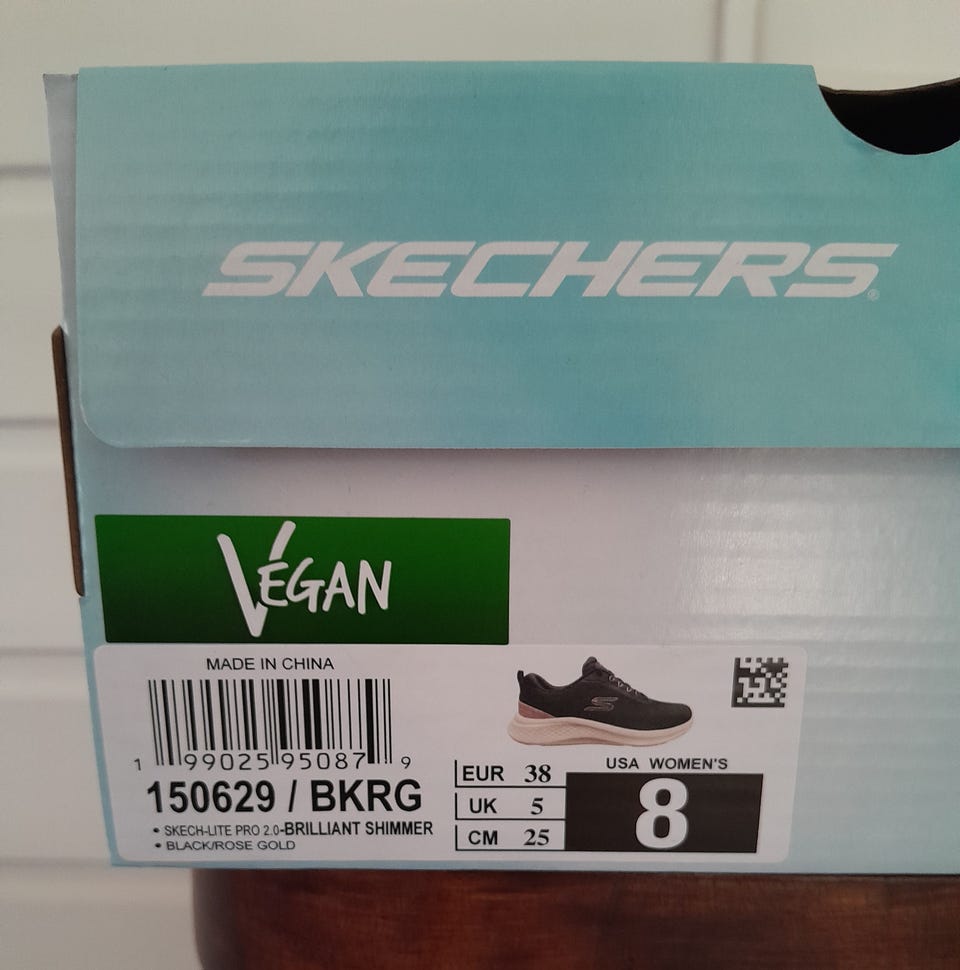 SKECHERS®
VÉGAN
MADE IN CHINA
1 99025 95087 9
150629 / BKRG
• SKECH-LITE PRO 2.0-BRILLIANT SHIMMER
• BLACK/ROSE GOLD
EUR 38
UK 5
CM 25
USA WOMEN'S
8